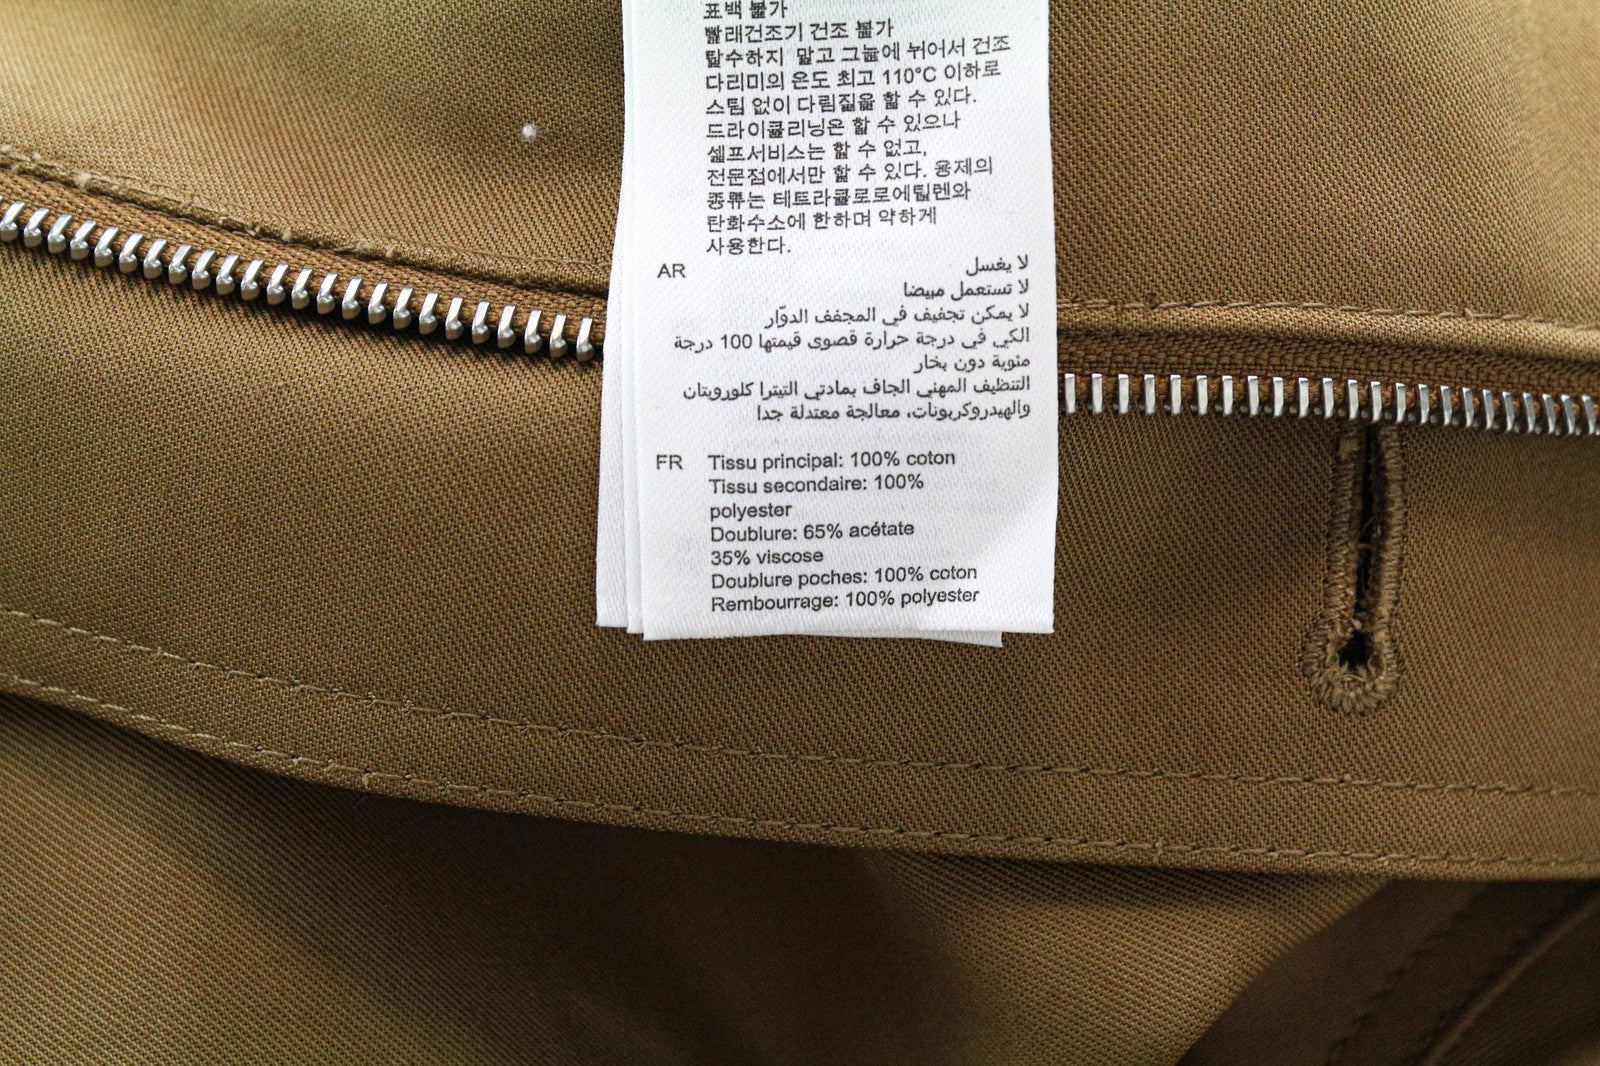 표백 불가
빨래건조기 건조 불가
탈수하지 말고 그늘에 뉘어서 건조
다리미의 온도 최고 110°C 이하로
스팀 없이 다림질을 할 수 있다.
드라이클리닝은 할 수 있으나
셀프서비스는 할 수 없고,
전문점에서만 할 수 있다. 용제의
종류는 테트라클로로에틸렌와
탄화수소에 한하며 약하게
사용한다.
AR لا يغسل
لا تستعمل مبيضا
لا يمكن تجفيف في المجفف الدوّار
الكي في درجة حرارة قصوى قيمتها 100 درجة
مئوية دون بخار
التنظيف المهني الجاف بمادتي التيترا كلورويتان
والهيدروكربونات، معالجة معتدلة جدا
FR Tissu principal: 100% coton
Tissu secondaire: 100%
polyester
Doublure: 65% acétate
35% viscose
Doublure poches: 100% coton
Rembourrage: 100% polyester